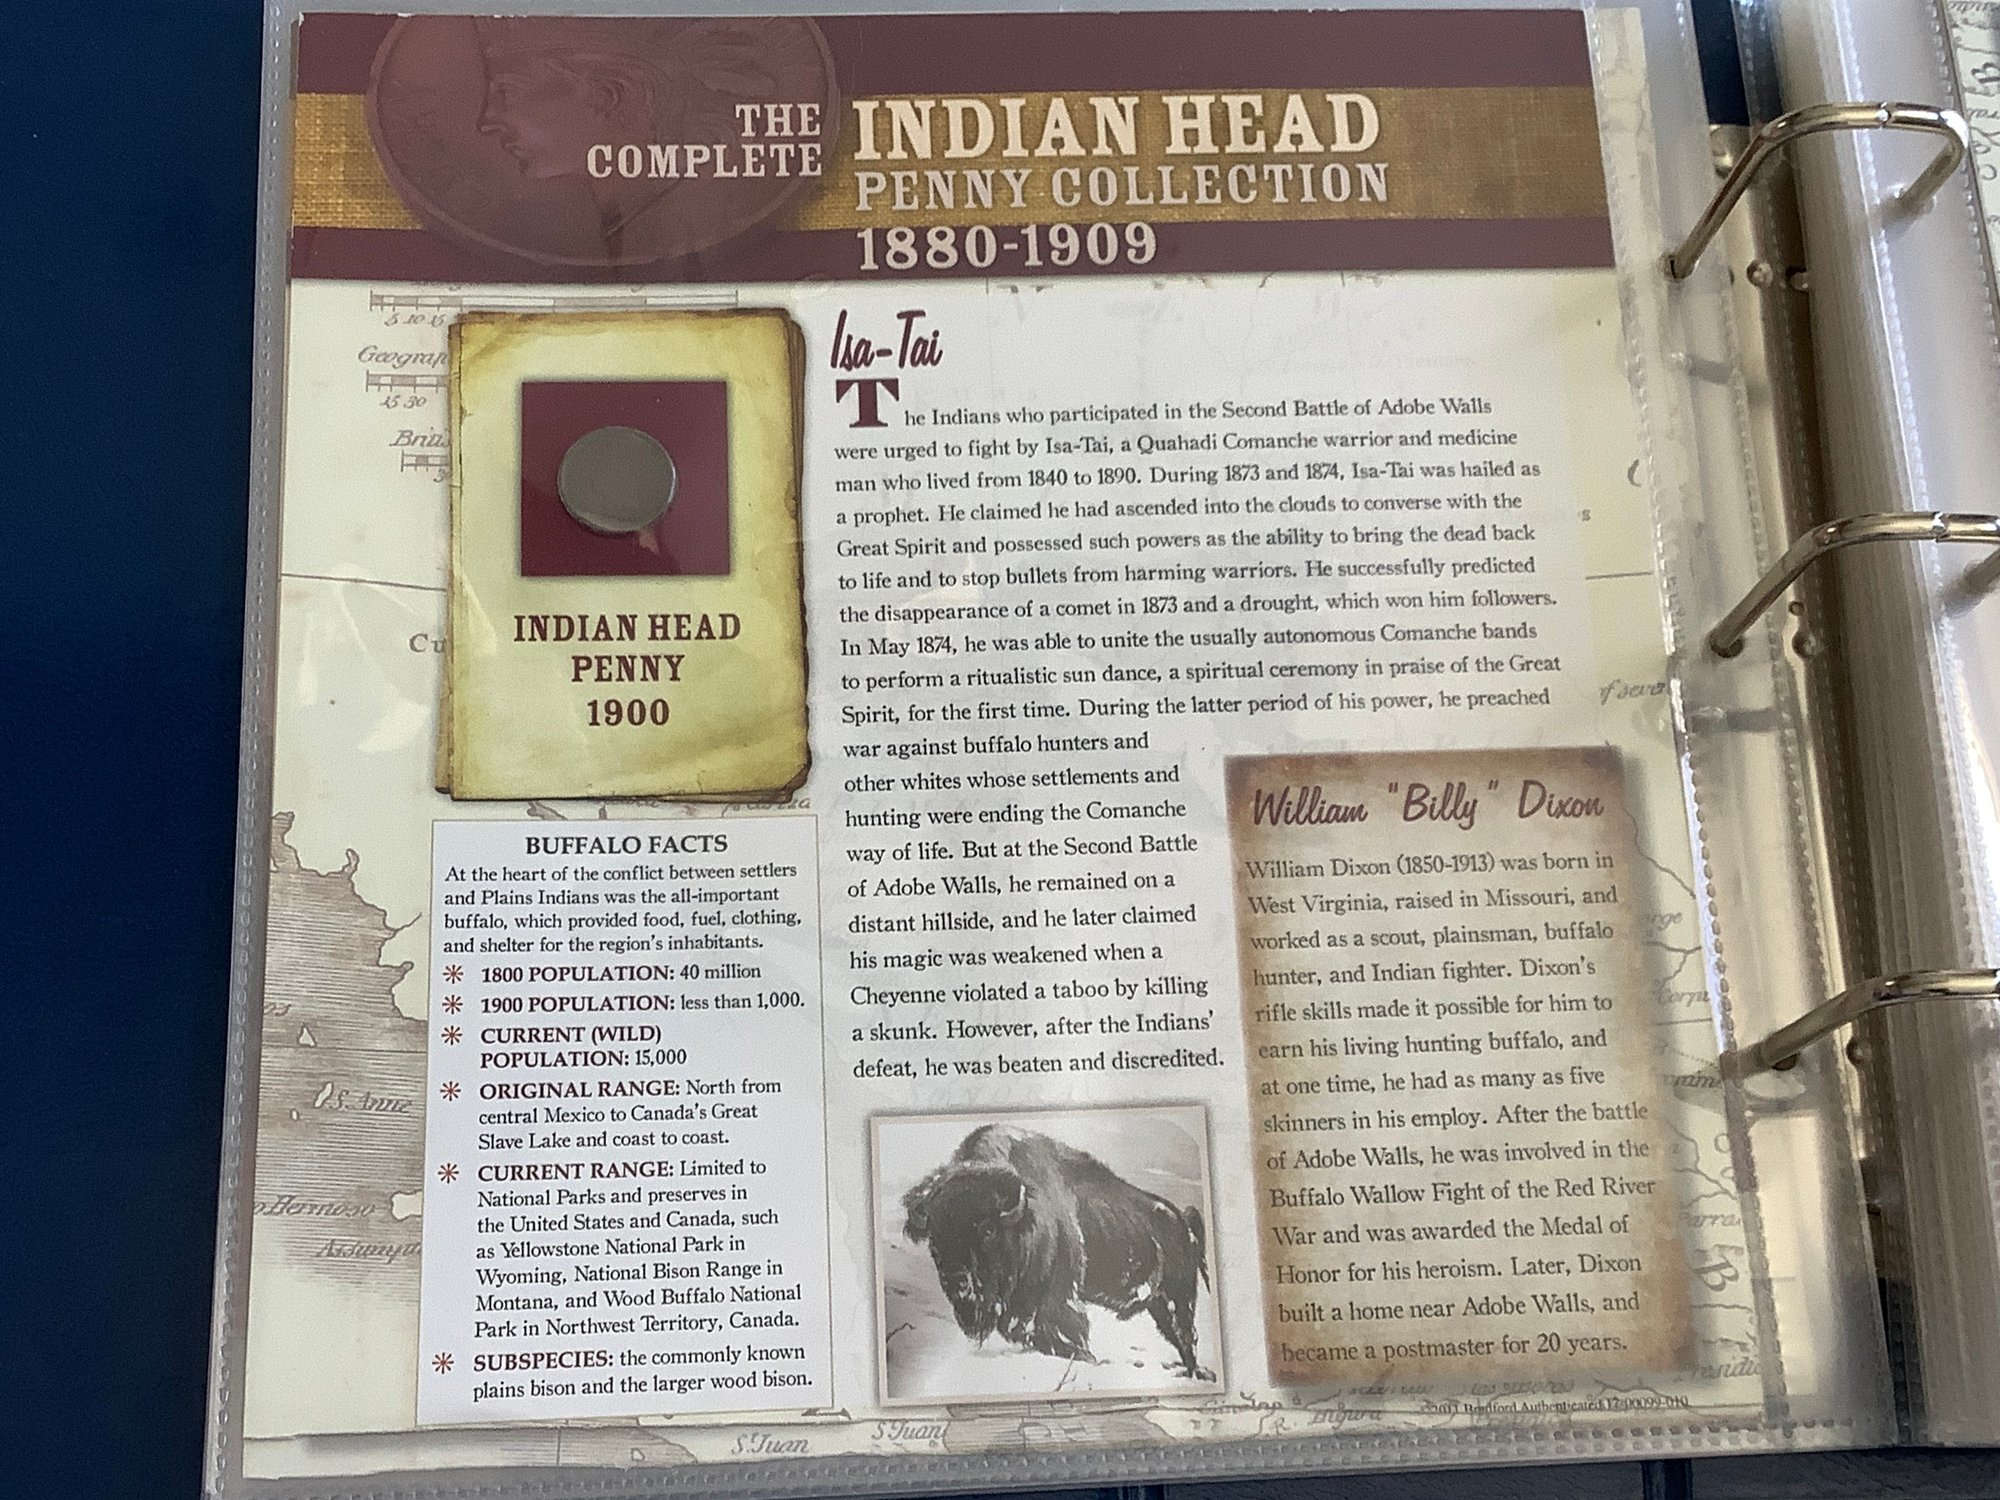 THE
COMPLETE
INDIAN HEAD
PENNY COLLECTION
1880-1909
5 10 15
Geograp
15 30
INDIAN HEAD
PENNY
1900
Isa-Tai
The Indians who participated in the Second Battle of Adobe Walls
were urged to fight by Isa-Tai, a Quahadi Comanche warrior and medicine
man who lived from 1840 to 1890. During 1873 and 1874, Isa-Tai was hailed as
a prophet. He claimed he had ascended into the clouds to converse with the
Great Spirit and possessed such powers as the ability to bring the dead back
to life and to stop bullets from harming warriors. He successfully predicted
the disappearance of a comet in 1873 and a drought, which won him followers.
In May 1874, he was able to unite the usually autonomous Comanche bands
to perform a ritualistic sun dance, a spiritual ceremony in praise of the Great
Spirit, for the first time. During the latter period of his power, he preached
war against buffalo hunters and
other whites whose settlements and
hunting were ending the Comanche
way of life. But at the Second Battle
of Adobe Walls, he remained on a
distant hillside, and he later claimed
his magic was weakened when a
Cheyenne violated a taboo by killing
a skunk. However, after the Indians'
defeat, he was beaten and discredited.
BUFFALO FACTS
At the heart of the conflict between settlers
and Plains Indians was the all-important
buffalo, which provided food, fuel, clothing,
and shelter for the region's inhabitants.
1800 POPULATION: 40 million
1900 POPULATION: less than 1,000.
CURRENT (WILD)
POPULATION: 15,000
ORIGINAL RANGE: North from
central Mexico to Canada's Great
Slave Lake and coast to coast.
CURRENT RANGE: Limited to
National Parks and preserves in
the United States and Canada, such
as Yellowstone National Park in
Wyoming, National Bison Range in
Montana, and Wood Buffalo National
Park in Northwest Territory, Canada.
SUBSPECIES: the commonly known
plains bison and the larger wood bison.
William "Billy" Dixon
William Dixon (1850-1913) was born in
West Virginia, raised in Missouri, and
worked as a scout, plainsman, buffalo
hunter, and Indian fighter. Dixon's
rifle skills made it possible for him to
earn his living hunting buffalo, and
at one time, he had as many as five
skinners in his employ. After the battle
of Adobe Walls, he was involved in the
Buffalo Wallow Fight of the Red River
War and was awarded the Medal of
Honor for his heroism. Later, Dixon
built a home near Adobe Walls, and
became a postmaster for 20 years.
S. Anne
S. Juan
S. Juan
©2011 Bradford Authenticated 12-00099-010